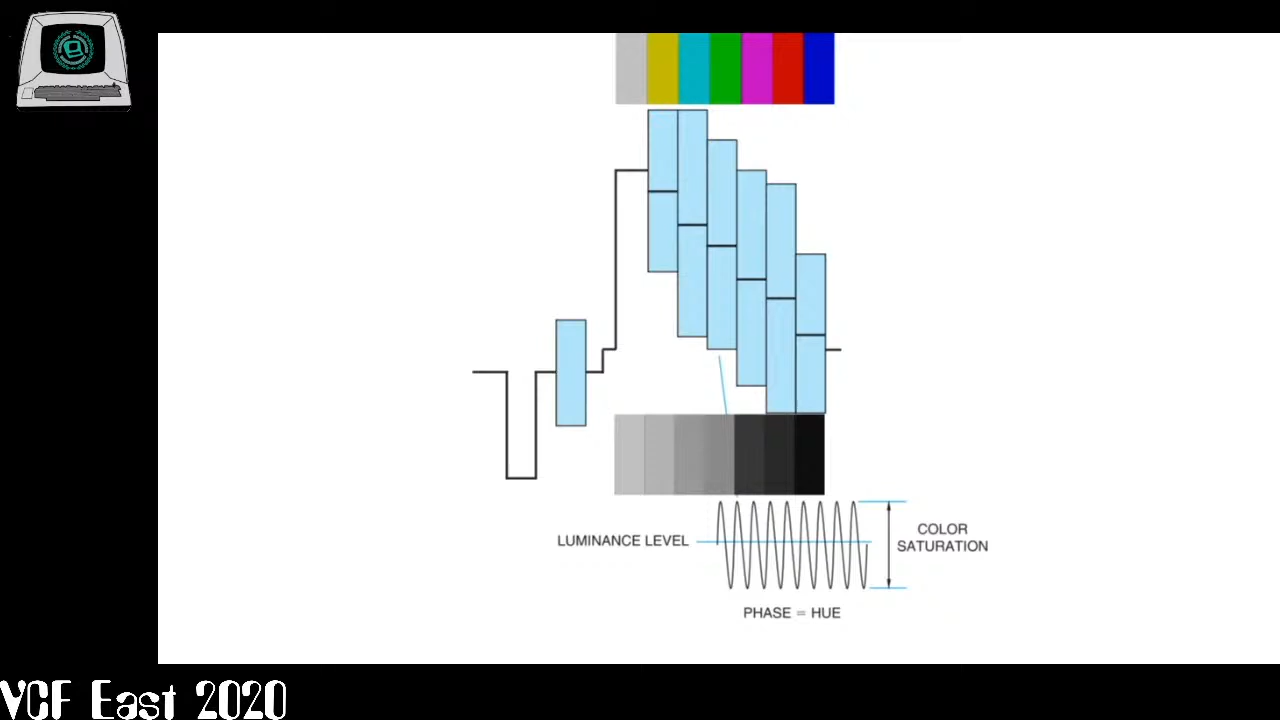 LUMINANCE LEVEL
COLOR
SATURATION
PHASE = HUE
VCF East 2020